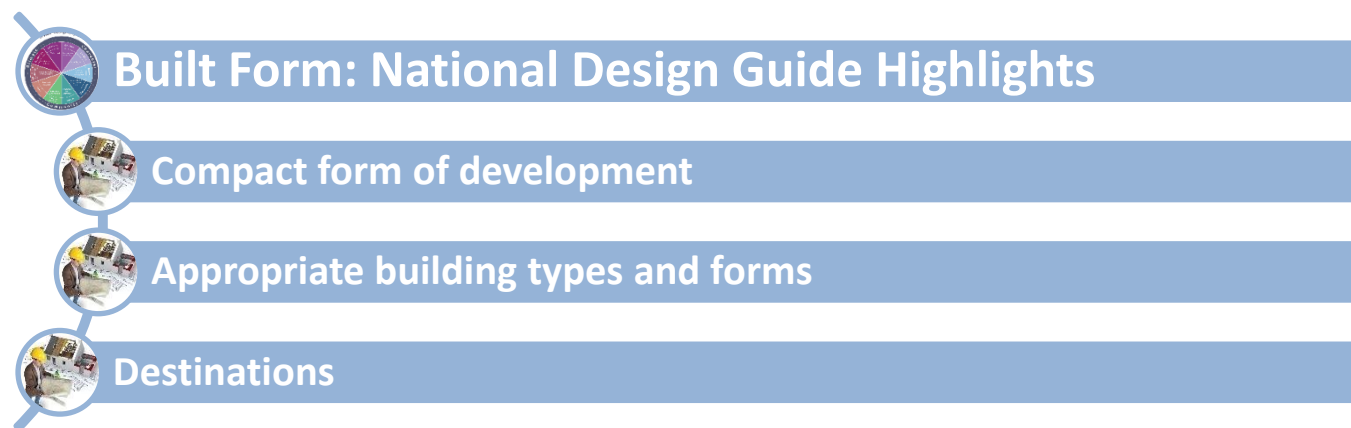 Built Form: National Design Guide Highlights
Compact form of development
Appropriate building types and forms
Destinations